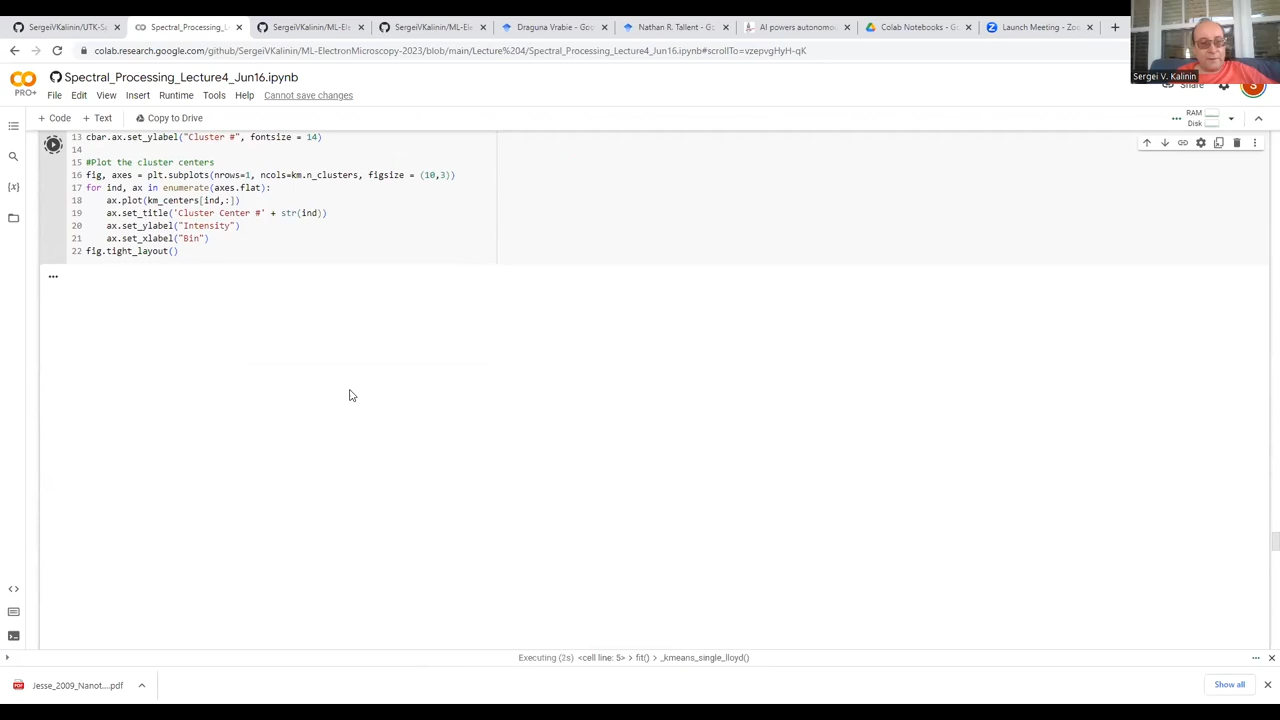 SergeiVKalinin/UTK-S
Spectral_Processing_L
SergeiVKalinin/ML-Ele
SergeiVKalinin/ML-Ele
Draguna Vrabie - Goo
Nathan R. Tallent - G
AI powers autonomo
Colab Notebooks - Go
Launch Meeting - Zoo
colab.research.google.com/github/SergeiVKalinin/ML-ElectronMicroscopy-2023/blob/main/Lecture%204/Spectral_Processing_Lecture4_Jun16.ipynb#scrollTo=vzepvgHyH-qK
Sergei V. Kalinin
CO
PRO+
Spectral_Processing_Lecture4_Jun16.ipynb
File Edit View Insert Runtime Tools Help Cannot save changes
Share
S
+ Code + Text Copy to Drive
RAM
Disk
13 cbar.ax.set_ylabel("Cluster #", fontsize = 14)
14
15 #Plot the cluster centers
16 fig, axes = plt.subplots(nrows=1, ncols=km.n_clusters, figsize = (10,3))
17 for ind, ax in enumerate(axes.flat):
18 ax.plot(km_centers[ind,:])
19 ax.set_title('Cluster Center #' + str(ind))
20 ax.set_ylabel("Intensity")
21 ax.set_xlabel("Bin")
22 fig.tight_layout()
...
Executing (2s) <cell line: 5> > fit() > _kmeans_single_lloyd()
Jesse_2009_Nanot....pdf
Show all